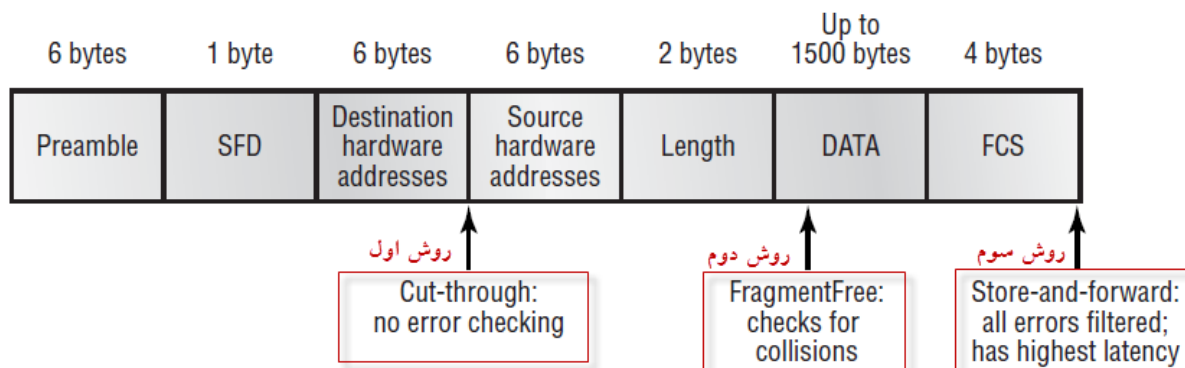 6 bytes
1 byte
6 bytes
6 bytes
2 bytes
Up to
1500 bytes
4 bytes
Preamble
SFD
Destination
hardware
addresses
Source
hardware
addresses
Length
DATA
FCS
روش اول
Cut-through:
no error checking
روش دوم
FragmentFree:
checks for
collisions
روش سوم
Store-and-forward:
all errors filtered;
has highest latency